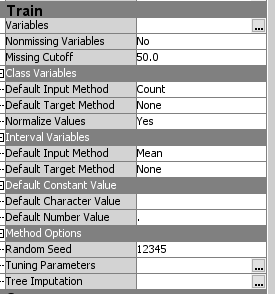 Train
Variables ...
Nonmissing Variables No
Missing Cutoff 50.0
Class Variables
Default Input Method Count
Default Target Method None
Normalize Values Yes
Interval Variables
Default Input Method Mean
Default Target Method None
Default Constant Value
Default Character Value
Default Number Value .
Method Options
Random Seed 12345
Tuning Parameters ...
Tree Imputation ...